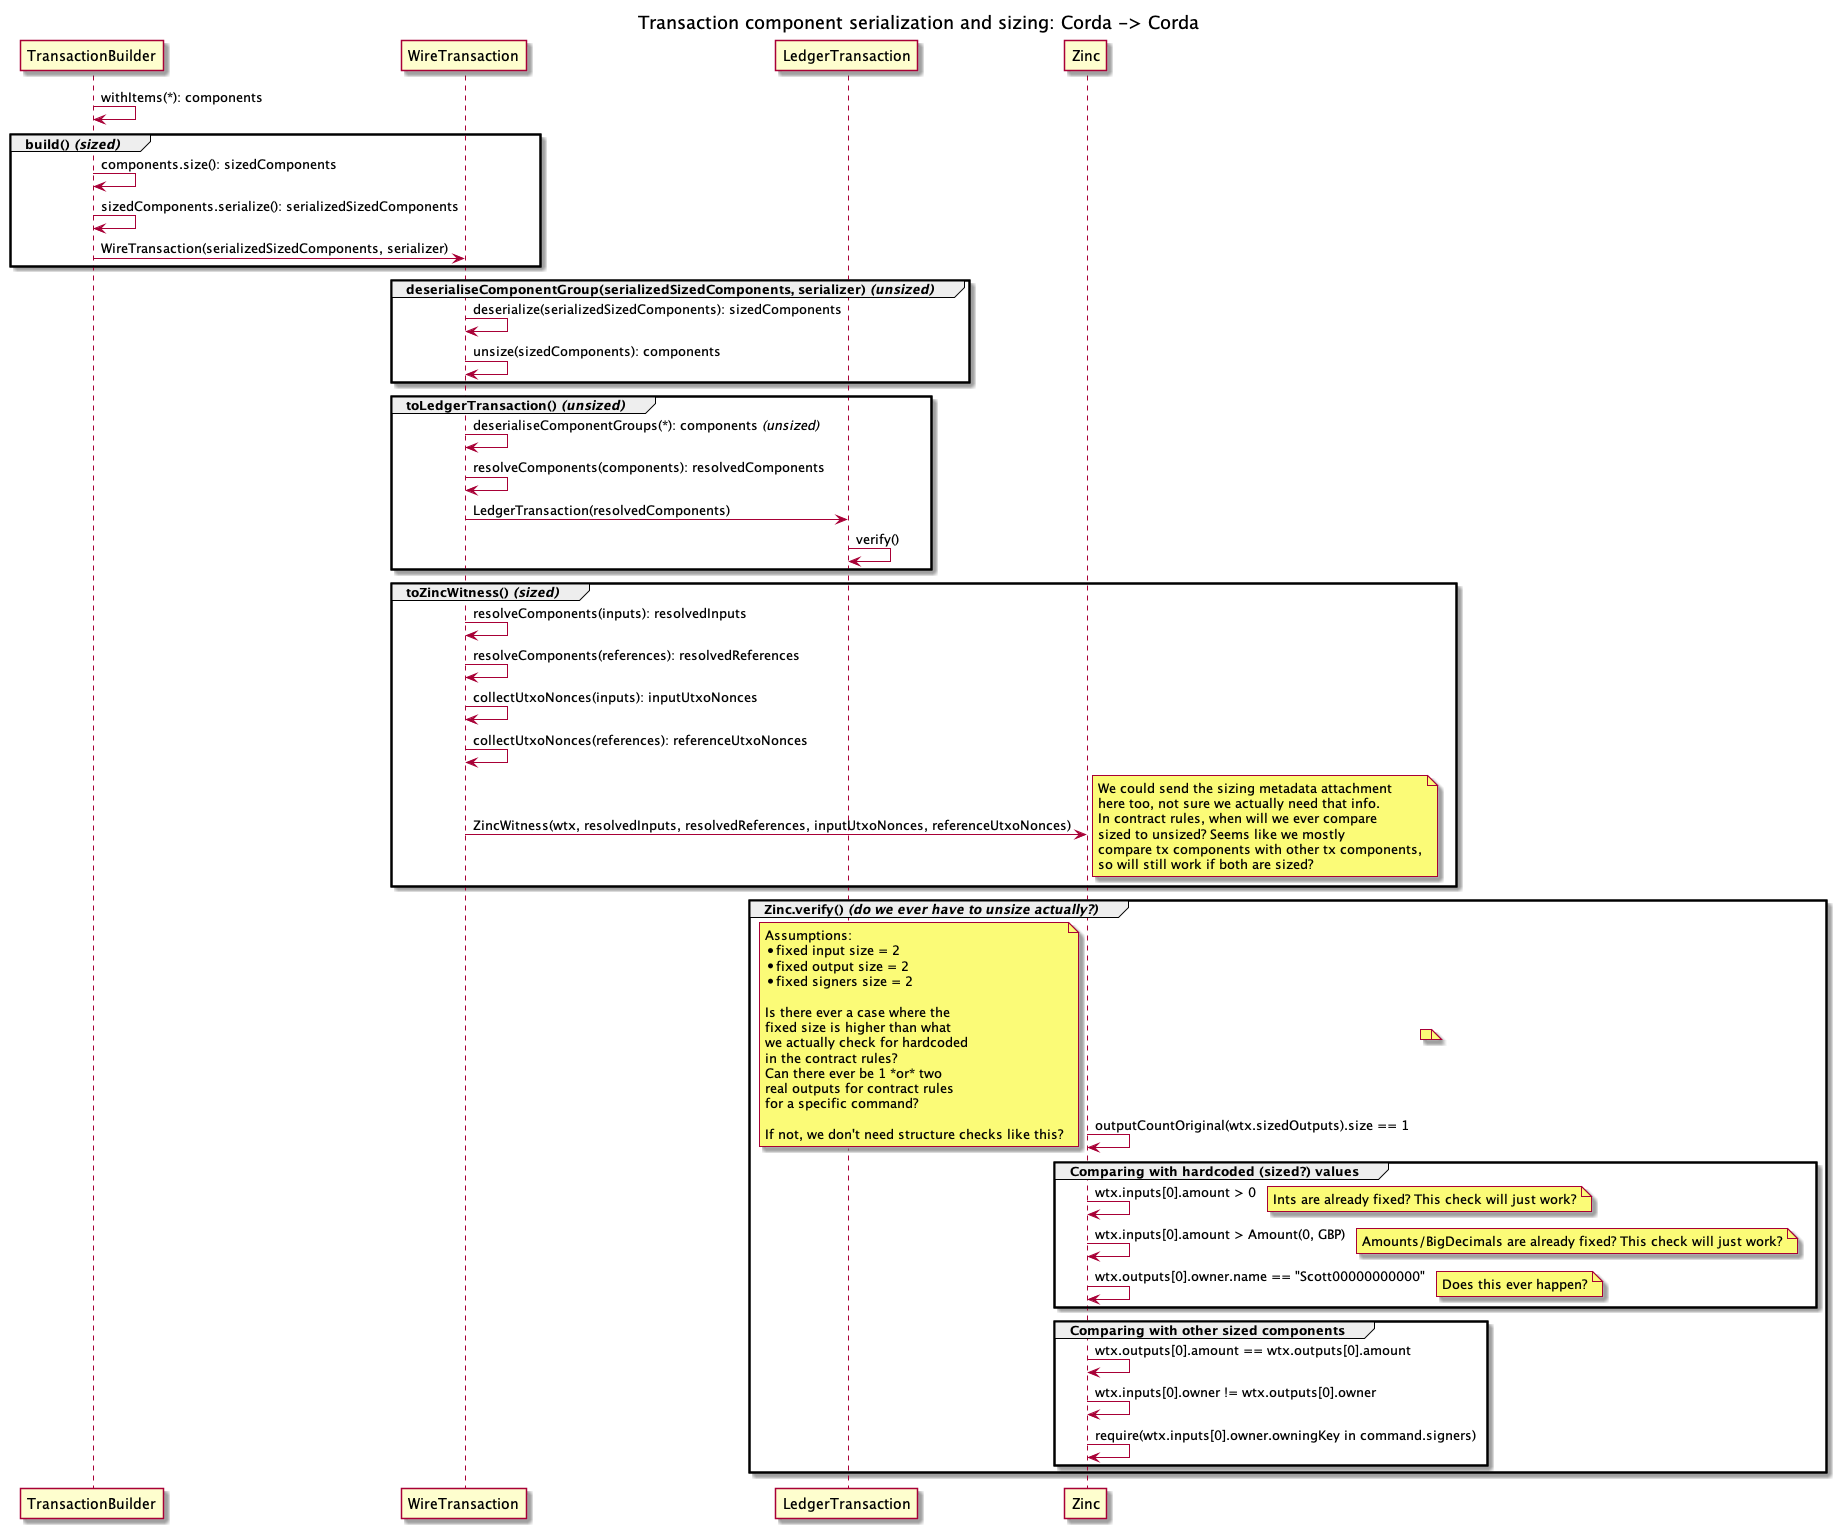 Transaction component serialization and sizing: Corda -> Corda
TransactionBuilder
WireTransaction
LedgerTransaction
Zinc
withItems(*): components
build() (sized)
components.size(): sizedComponents
sizedComponents.serialize(): serializedSizedComponents
WireTransaction(serializedSizedComponents, serializer)
deserialiseComponentGroup(serializedSizedComponents, serializer) (unsized)
deserialize(serializedSizedComponents): sizedComponents
unsize(sizedComponents): components
toLedgerTransaction() (unsized)
deserialiseComponentGroups(*): components (unsized)
resolveComponents(components): resolvedComponents
LedgerTransaction(resolvedComponents)
verify()
toZincWitness() (sized)
resolveComponents(inputs): resolvedInputs
resolveComponents(references): resolvedReferences
collectUtxoNonces(inputs): inputUtxoNonces
collectUtxoNonces(references): referenceUtxoNonces
ZincWitness(wtx, resolvedInputs, resolvedReferences, inputUtxoNonces, referenceUtxoNonces)
We could send the sizing metadata attachment
here too, not sure we actually need that info.
In contract rules, when will we ever compare
sized to unsized? Seems like we mostly
compare tx components with other tx components,
so will still work if both are sized?
Zinc.verify() (do we ever have to unsize actually?)
Assumptions:
• fixed input size = 2
• fixed output size = 2
• fixed signers size = 2
Is there ever a case where the
fixed size is higher than what
we actually check for hardcoded
in the contract rules?
Can there ever be 1 *or* two
real outputs for contract rules
for a specific command?
If not, we don't need structure checks like this?
outputCountOriginal(wtx.sizedOutputs).size == 1
Comparing with hardcoded (sized?) values
wtx.inputs[0].amount > 0
Ints are already fixed? This check will just work?
wtx.inputs[0].amount > Amount(0, GBP)
Amounts/BigDecimals are already fixed? This check will just work?
wtx.outputs[0].owner.name == "Scott00000000000"
Does this ever happen?
Comparing with other sized components
wtx.outputs[0].amount == wtx.outputs[0].amount
wtx.inputs[0].owner != wtx.outputs[0].owner
require(wtx.inputs[0].owner.owningKey in command.signers)
TransactionBuilder
WireTransaction
LedgerTransaction
Zinc